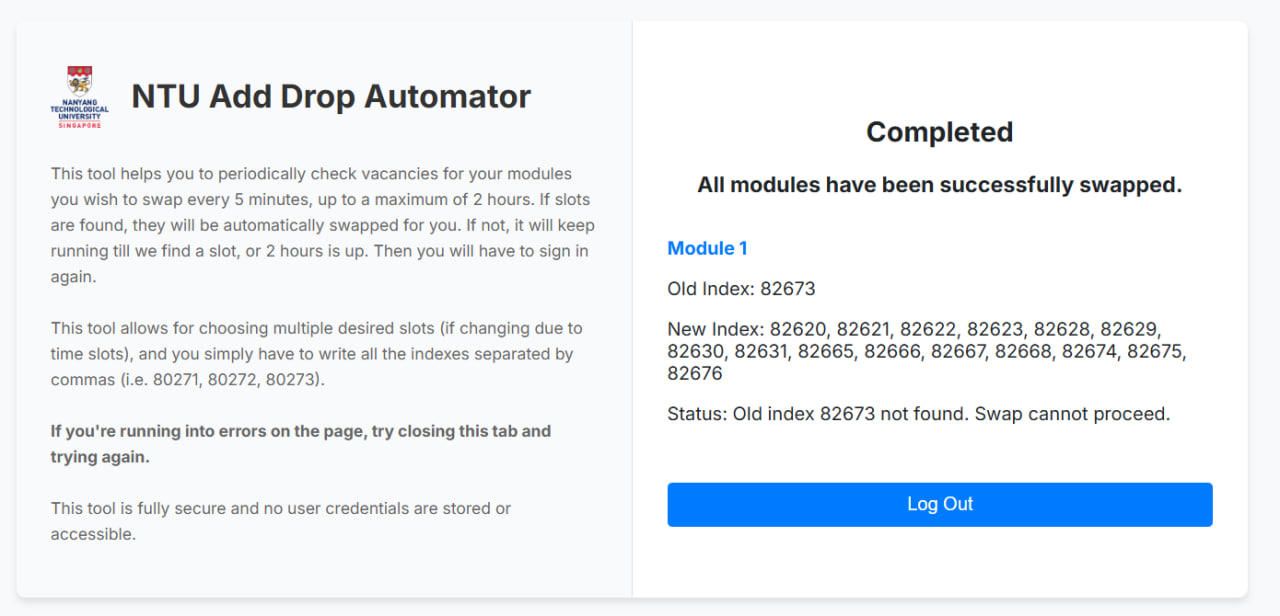 NANYANG
TECHNOLOGICAL
UNIVERSITY
SINGAPORE
NTU Add Drop Automator
This tool helps you to periodically check vacancies for your modules
you wish to swap every 5 minutes, up to a maximum of 2 hours. If slots
are found, they will be automatically swapped for you. If not, it will keep
running till we find a slot, or 2 hours is up. Then you will have to sign in
again.
This tool allows for choosing multiple desired slots (if changing due to
time slots), and you simply have to write all the indexes separated by
commas (i.e. 80271, 80272, 80273).
If you're running into errors on the page, try closing this tab and
trying again.
This tool is fully secure and no user credentials are stored or
accessible.
Completed
All modules have been successfully swapped.
Module 1
Old Index: 82673
New Index: 82620, 82621, 82622, 82623, 82628, 82629,
82630, 82631, 82665, 82666, 82667, 82668, 82674, 82675,
82676
Status: Old index 82673 not found. Swap cannot proceed.
Log Out